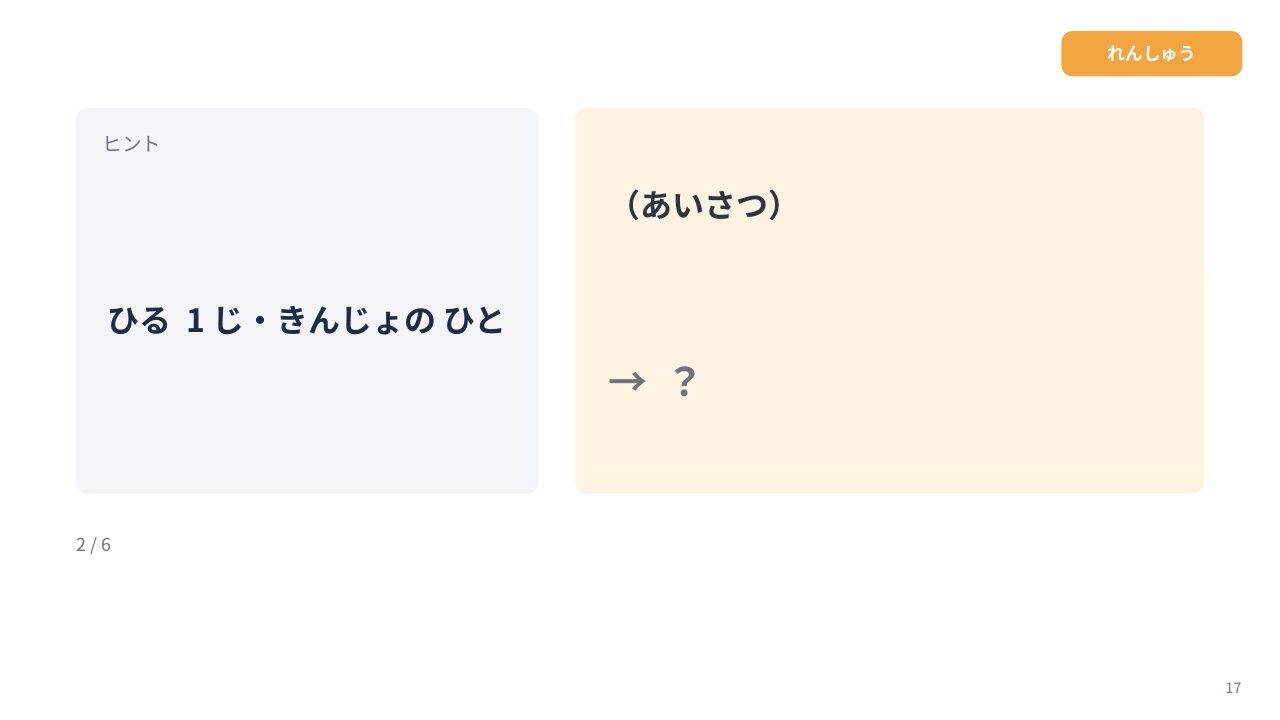 れんしゅう
ヒント
ひる 1じ・きんじょの ひと
（あいさつ）
→ ？
2 / 6
17